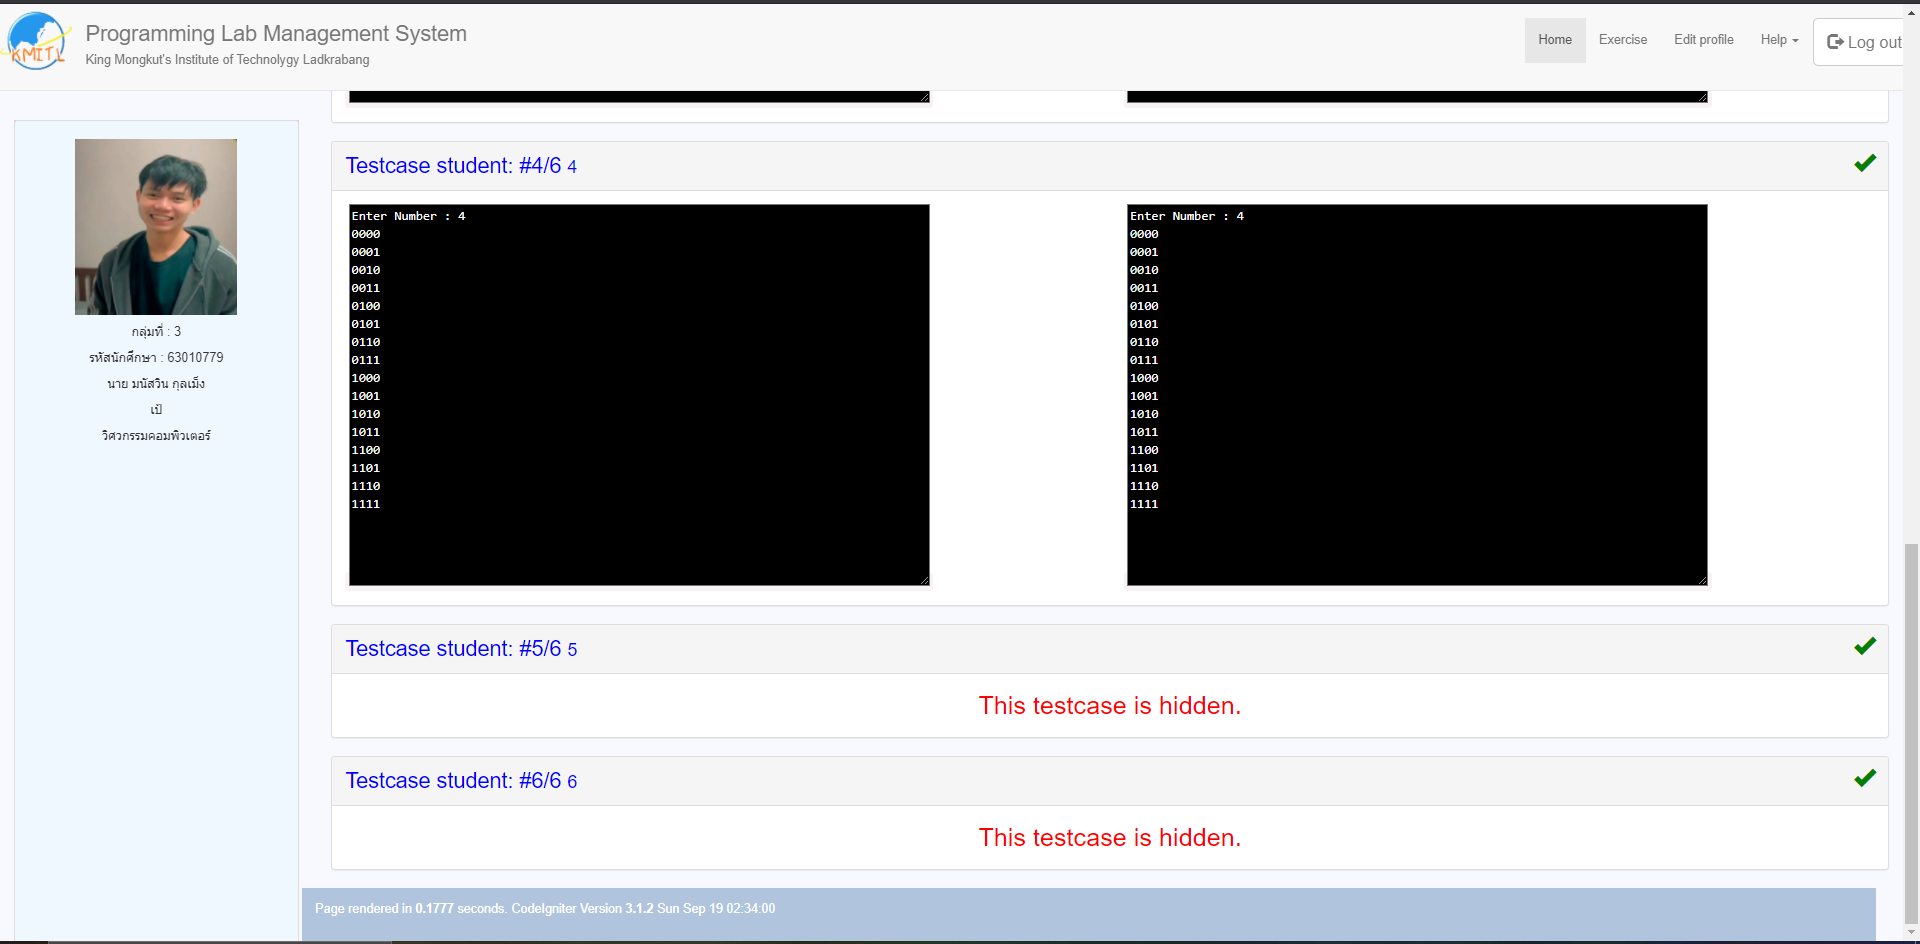 KMITL
Programming Lab Management System
King Mongkut's Institute of Technolygy Ladkrabang
Home
Exercise
Edit profile
Help
Log out
กลุ่มที่ : 3
รหัสนักศึกษา : 63010779
นาย มนัสวิน กุลเม็ง
เป้
วิศวกรรมคอมพิวเตอร์
Testcase student: #4/6 4
Enter Number : 4
0000
0001
0010
0011
0100
0101
0110
0111
1000
1001
1010
1011
1100
1101
1110
1111
Enter Number : 4
0000
0001
0010
0011
0100
0101
0110
0111
1000
1001
1010
1011
1100
1101
1110
1111
Testcase student: #5/6 5
This testcase is hidden.
Testcase student: #6/6 6
This testcase is hidden.
Page rendered in 0.1777 seconds. CodeIgniter Version 3.1.2 Sun Sep 19 02:34:00